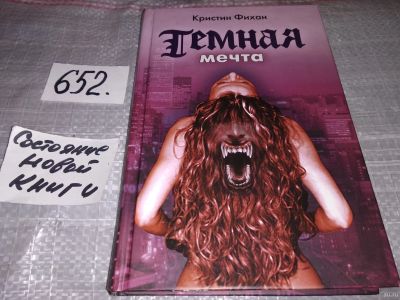 Кристин Фихан
Темная
мечта
652.
Состояние
новой
книги